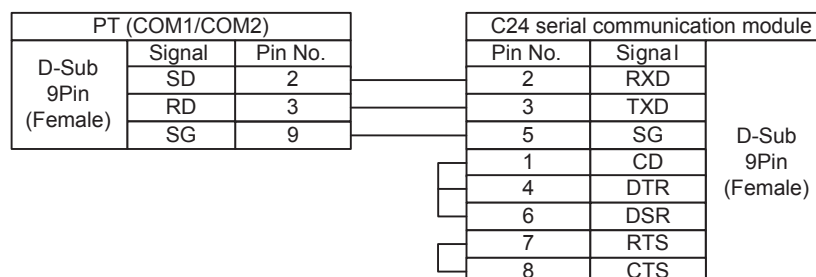 PT (COM1/COM2)
D-Sub
9Pin
(Female)
Signal Pin No.
SD 2
RD 3
SG 9
C24 serial communication module
Pin No. Signal
2 RXD
3 TXD
5 SG
1 CD
4 DTR
6 DSR
7 RTS
8 CTS
D-Sub
9Pin
(Female)